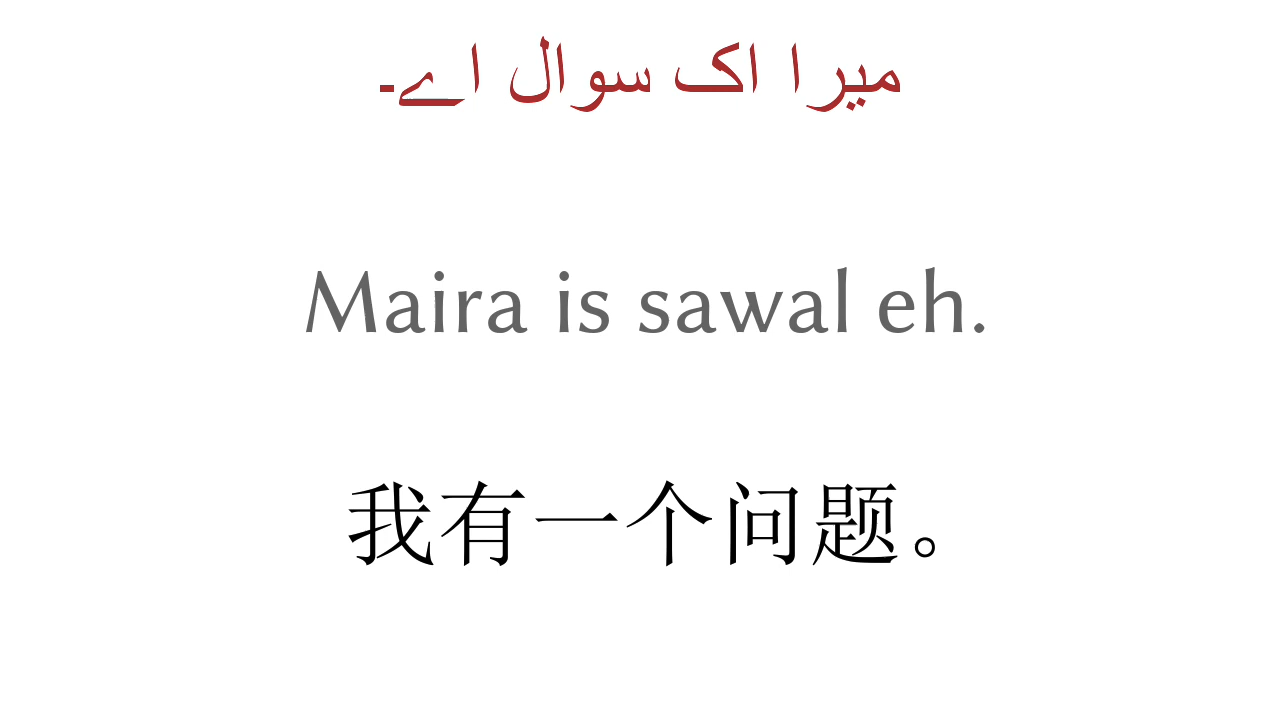 میرا اک سوال اے۔
Maira is sawal eh.
我有一个问题。